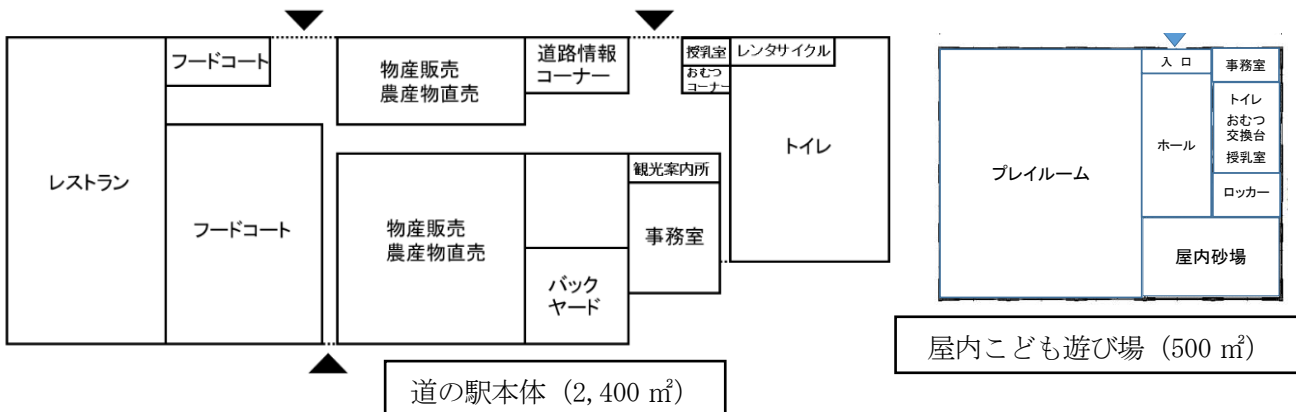 フードコート
物産販売
農産物直売
道路情報
コーナー
授乳室
おむつ
コーナー
レンタサイクル
トイレ
レストラン
フードコート
物産販売
農産物直売
観光案内所
事務室
バック
ヤード
道の駅本体（2,400 ㎡）
入 口
事務室
プレイルーム
ホール
トイレ
おむつ
交換台
授乳室
ロッカー
屋内砂場
屋内こども遊び場（500 ㎡）